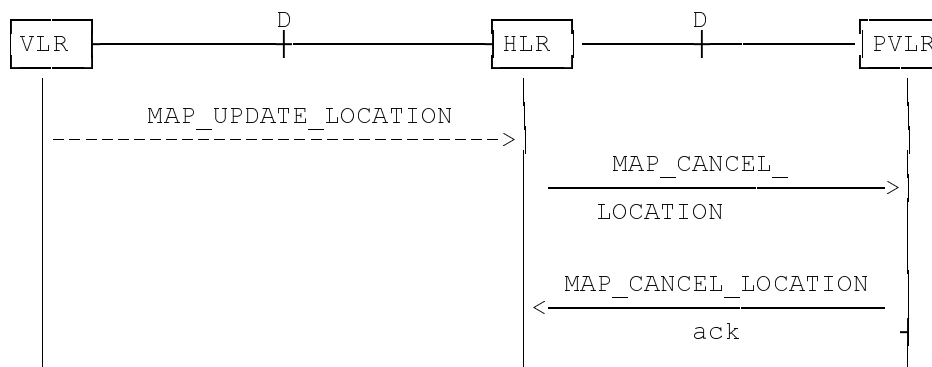 D D
VLR HLR PVLR
MAP_UPDATE_LOCATION
MAP_CANCEL_
LOCATION
MAP_CANCEL_LOCATION
ack